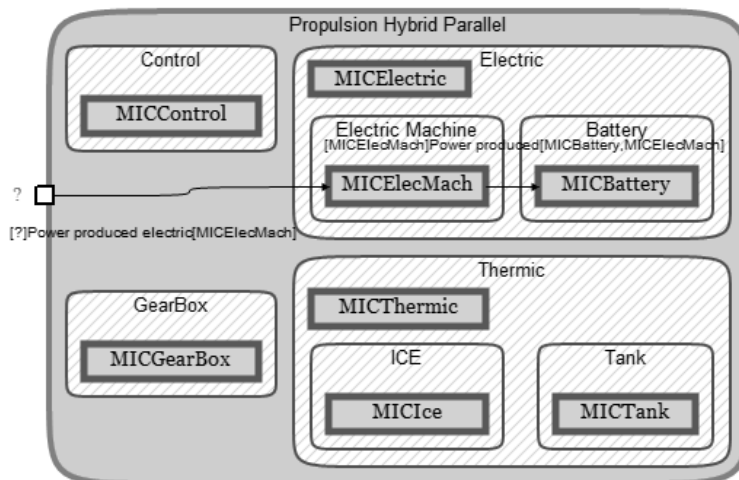 Propulsion Hybrid Parallel
Control
MICControl
Electric
MICElectric
Electric Machine
Battery
[MICElecMach]Power produced[MICBattery,MICElecMach]
MICElecMach
MICBattery
?
[?]Power produced electric[MICElecMach]
Thermic
GearBox
MICThermic
MICGearBox
ICE
Tank
MICIce
MICTank